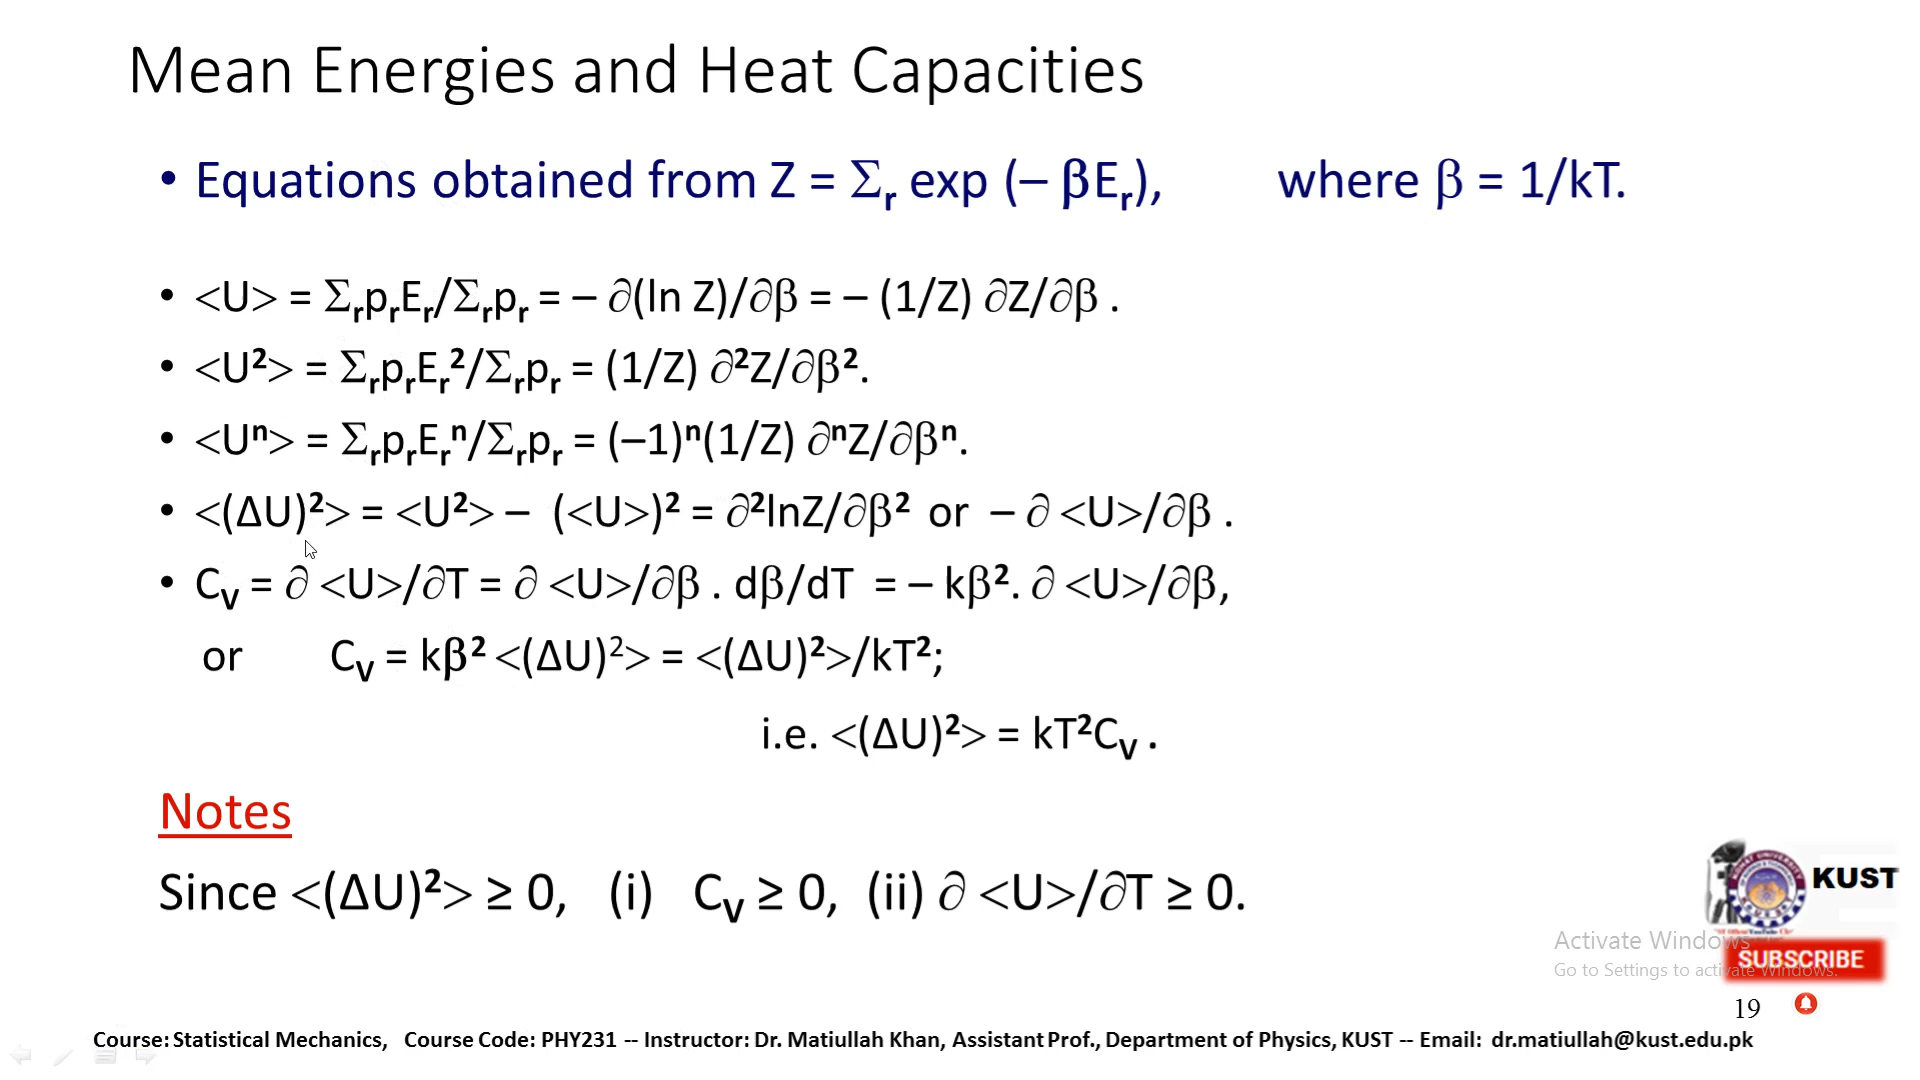 Mean Energies and Heat Capacities
• Equations obtained from Z = Σr exp (– βEr), where β = 1/kT.
• <U> = ΣrprEr/Σrpr = – ∂(ln Z)/∂β = – (1/Z) ∂Z/∂β .
• <U²> = ΣrprEr²/Σrpr = (1/Z) ∂²Z/∂β².
• <Uⁿ> = ΣrprErⁿ/Σrpr = (–1)ⁿ(1/Z) ∂ⁿZ/∂βⁿ.
• <(ΔU)²> = <U²> – (<U>)² = ∂²lnZ/∂β² or – ∂ <U>/∂β .
• CV = ∂ <U>/∂T = ∂ <U>/∂β . dβ/dT = – kβ². ∂ <U>/∂β,
or CV = kβ² <(ΔU)²> = <(ΔU)²>/kT²;
i.e. <(ΔU)²> = kT²CV .
Notes
Since <(ΔU)²> ≥ 0, (i) CV ≥ 0, (ii) ∂ <U>/∂T ≥ 0.
KUST
Activate Windows
Go to Settings to activate Windows.
SUBSCRIBE
19
Course: Statistical Mechanics, Course Code: PHY231 -- Instructor: Dr. Matiullah Khan, Assistant Prof., Department of Physics, KUST -- Email: dr.matiullah@kust.edu.pk